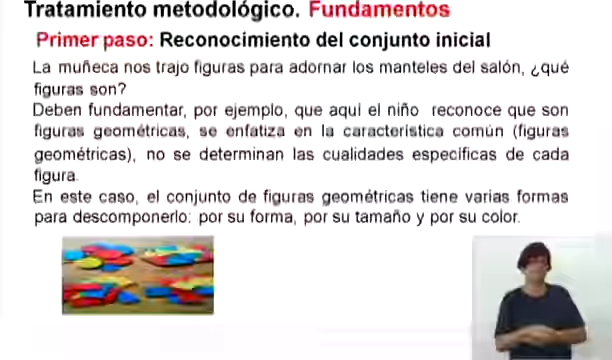 Tratamiento metodológico. Fundamentos
Primer paso: Reconocimiento del conjunto inicial
La muñeca nos trajo figuras para adornar los manteles del salón, ¿qué
figuras son?
Deben fundamentar, por ejemplo, que aquí el niño reconoce que son
figuras geométricas, se enfatiza en la característica común (figuras
geométricas), no se determinan las cualidades específicas de cada
figura.
En este caso, el conjunto de figuras geométricas tiene varias formas
para descomponerlo: por su forma, por su tamaño y por su color.